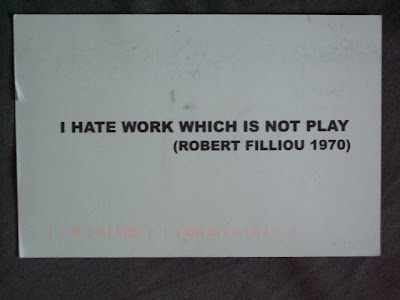 I HATE WORK WHICH IS NOT PLAY
(ROBERT FILLIOU 1970)